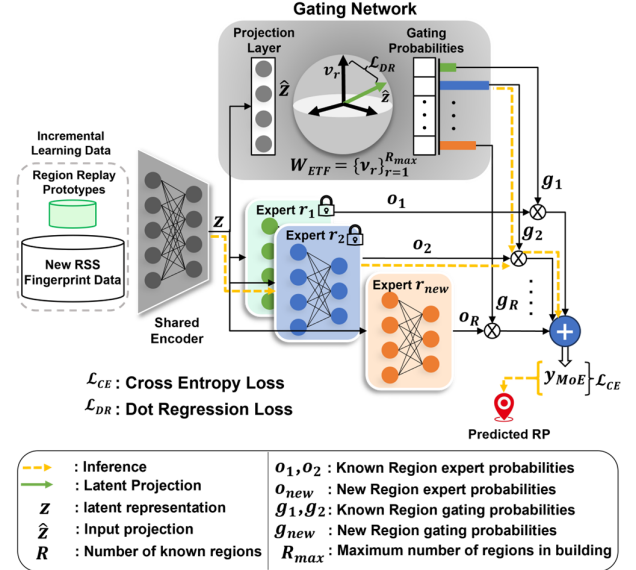 Gating Network
Projection Layer
Gating Probabilities
ẑ
v_r
ℒ_DR
ẑ
W_ETF = {v_r}_{r=1}^{R_max}
Incremental Learning Data
Region Replay Prototypes
New RSS Fingerprint Data
Shared Encoder
z
Expert r_1
o_1
g_1
Expert r_2
o_2
g_2
Expert r_new
o_R
g_R
+
y_MoE
ℒ_CE
Predicted RP
ℒ_CE : Cross Entropy Loss
ℒ_DR : Dot Regression Loss
: Inference
: Latent Projection
z : latent representation
ẑ : Input projection
R : Number of known regions
o_1, o_2 : Known Region expert probabilities
o_new : New Region expert probabilities
g_1, g_2 : Known Region gating probabilities
g_new : New Region gating probabilities
R_max : Maximum number of regions in building